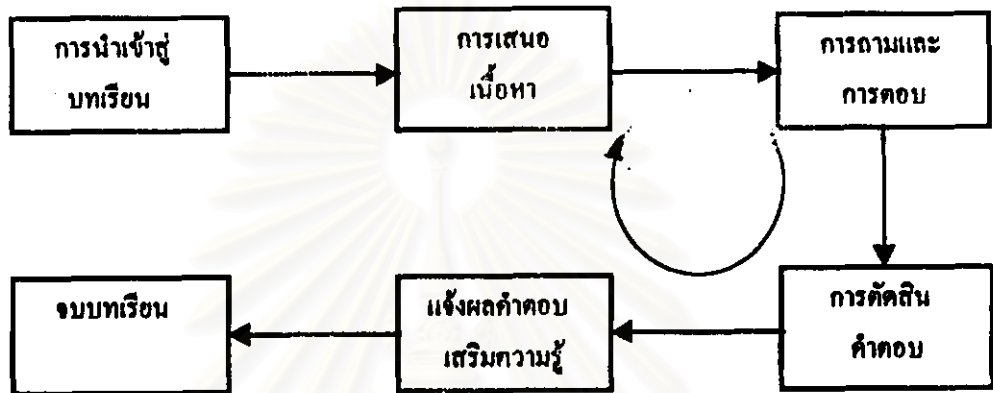 การนำเข้าสู่
บทเรียน
การเสนอ
เนื้อหา
การถามและ
การตอบ
จบบทเรียน
แจ้งผลคำตอบ
เสริมความรู้
การตัดสิน
คำตอบ